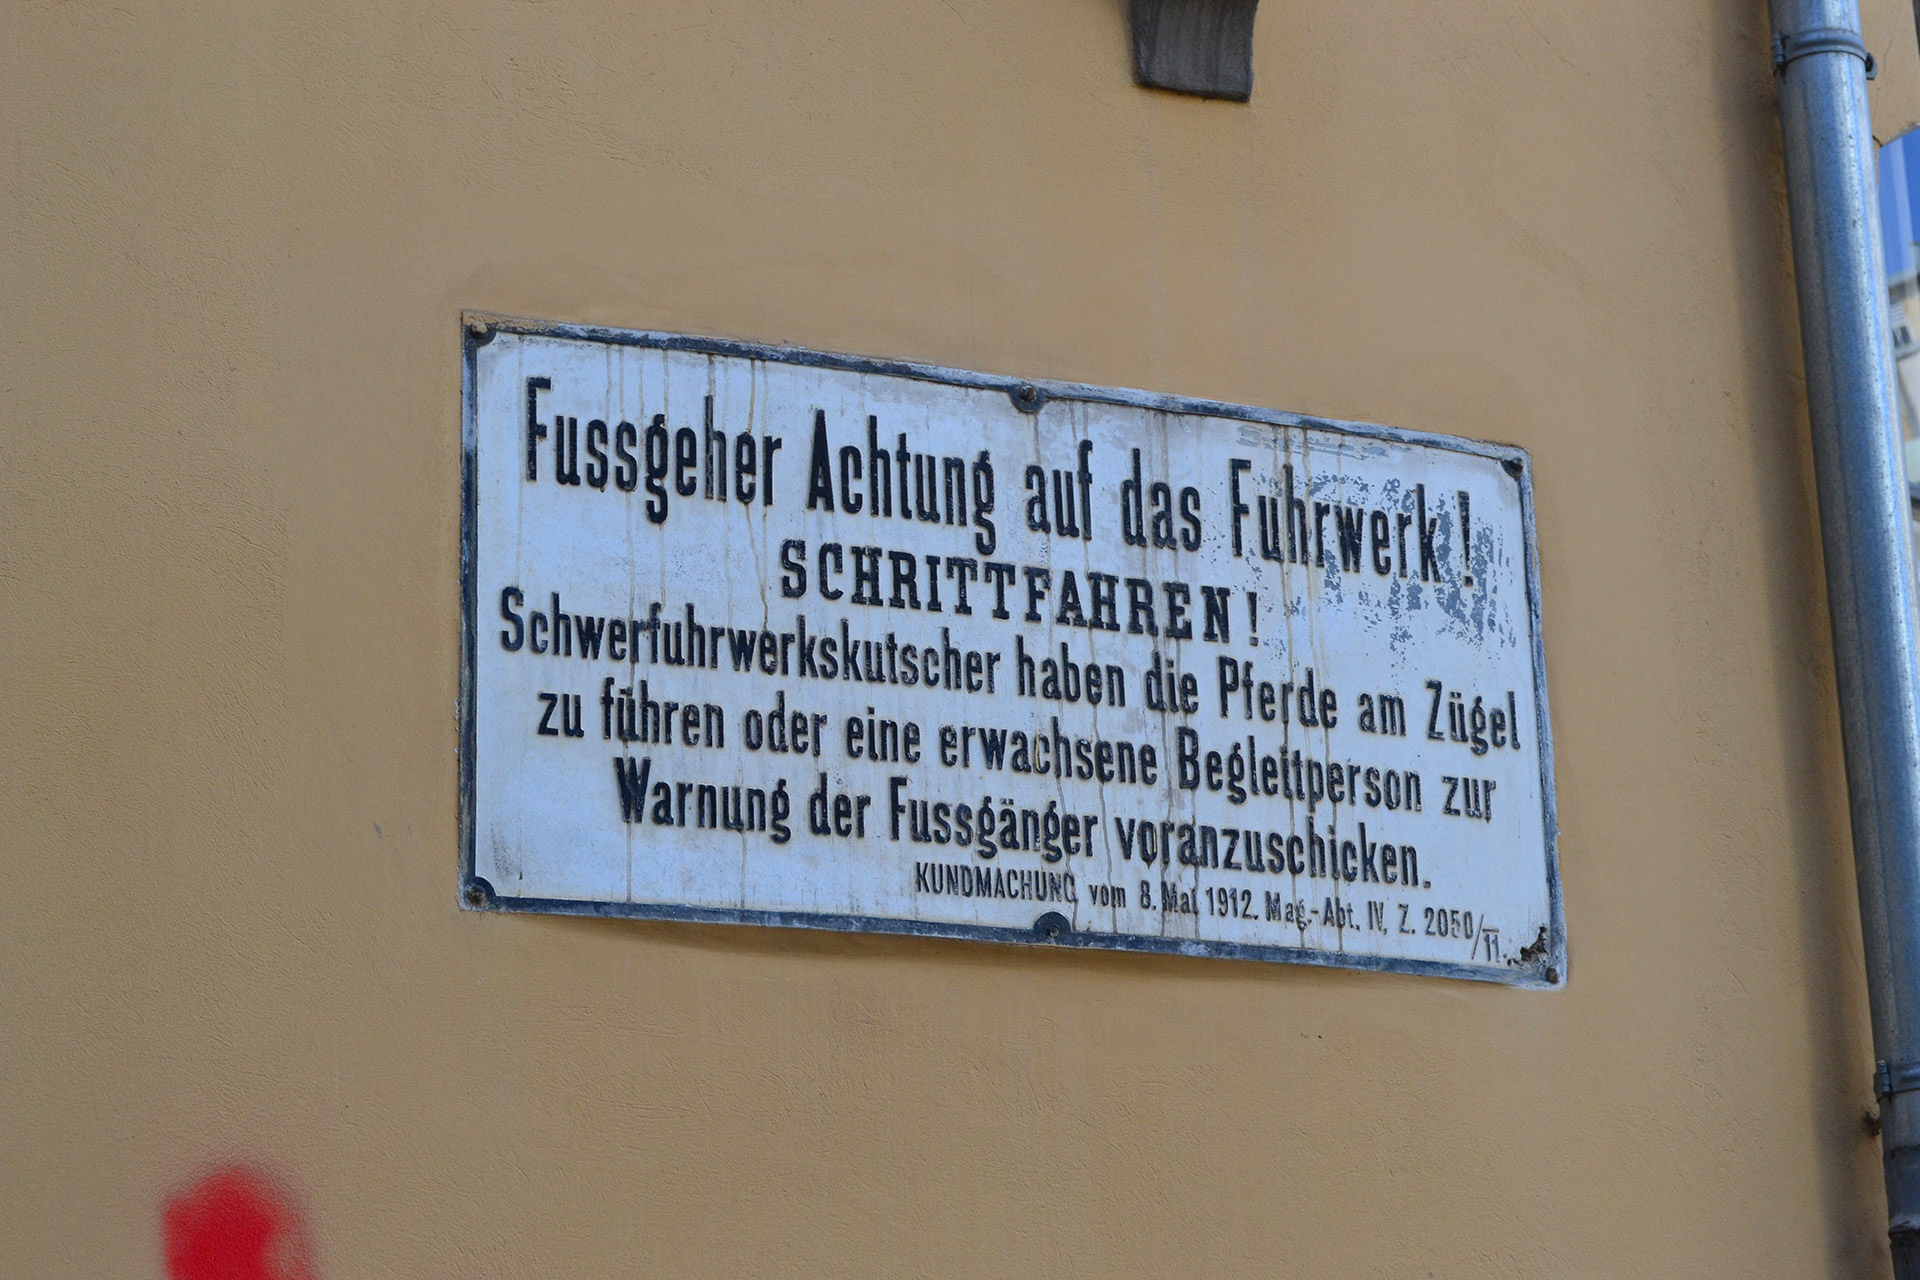 Fussgeher Achtung auf das Fuhrwerk!
SCHRITTFAHREN!
Schwerfuhrwerkskutscher haben die Pferde am Zügel
zu führen oder eine erwachsene Begleitperson zur
Warnung der Fussgänger voranzuschicken.
KUNDMACHUNG vom 8. Mai 1912. Mag.-Abt. IV, Z. 2050/11.